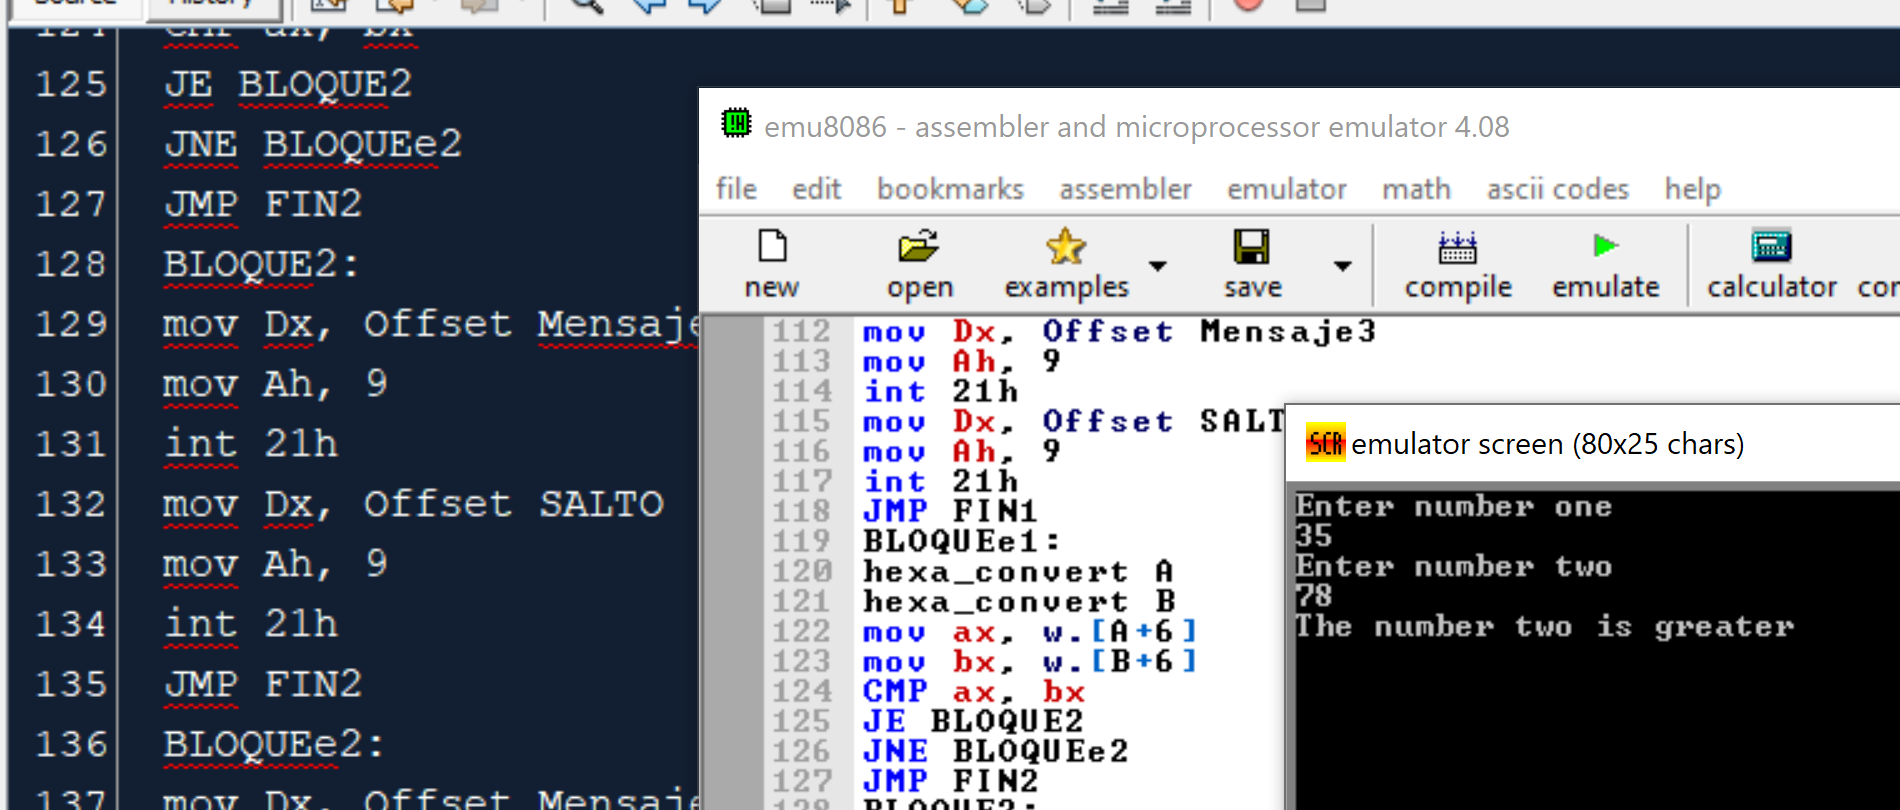 Source History
124 CMP ax, bx
125 JE BLOQUE2
126 JNE BLOQUEe2
127 JMP FIN2
128 BLOQUE2:
129 mov Dx, Offset Mensaje
130 mov Ah, 9
131 int 21h
132 mov Dx, Offset SALTO
133 mov Ah, 9
134 int 21h
135 JMP FIN2
136 BLOQUEe2:
137 mov Dx, Offset Mensaje
emu8086 - assembler and microprocessor emulator 4.08
file edit bookmarks assembler emulator math ascii codes help
new open examples save compile emulate calculator cor
112 mov Dx, Offset Mensaje3
113 mov Ah, 9
114 int 21h
115 mov Dx, Offset SALT
116 mov Ah, 9
117 int 21h
118 JMP FIN1
119 BLOQUEe1:
120 hexa_convert A
121 hexa_convert B
122 mov ax, w.[A+6]
123 mov bx, w.[B+6]
124 CMP ax, bx
125 JE BLOQUE2
126 JNE BLOQUEe2
127 JMP FIN2
128 BLOQUE2:
SCR emulator screen (80x25 chars)
Enter number one
35
Enter number two
78
The number two is greater